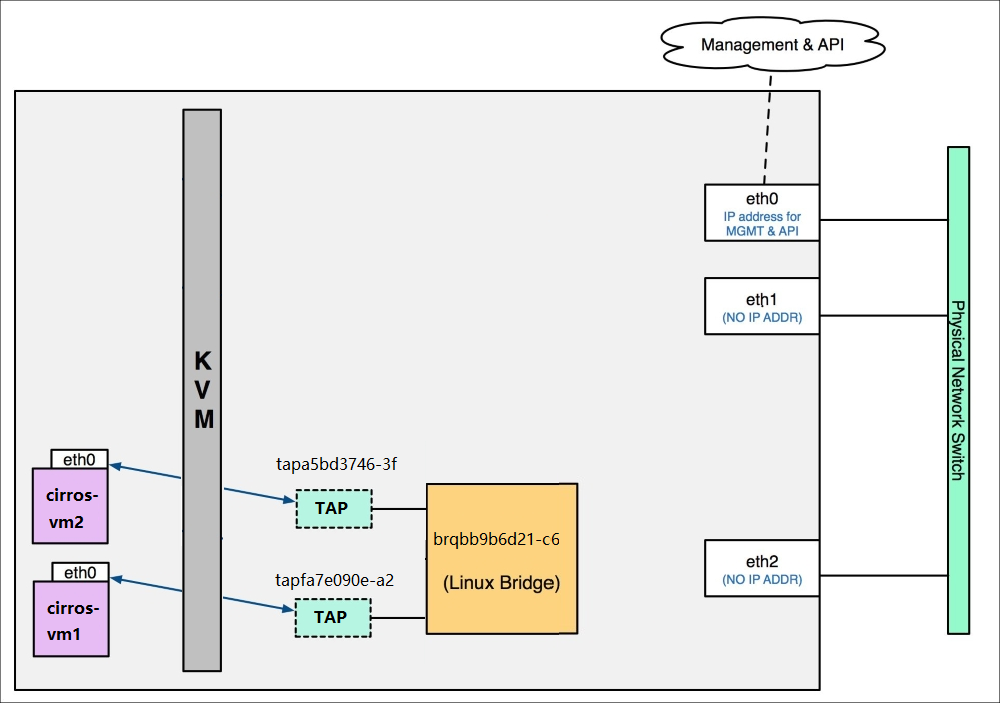 Management & API
eth0
IP address for
MGMT & API
eth1
(NO IP ADDR)
Physical Network Switch
K
V
M
eth0
cirros-
vm2
tapa5bd3746-3f
TAP
brqbb9b6d21-c6
(Linux Bridge)
eth2
(NO IP ADDR)
eth0
cirros-
vm1
tapfa7e090e-a2
TAP